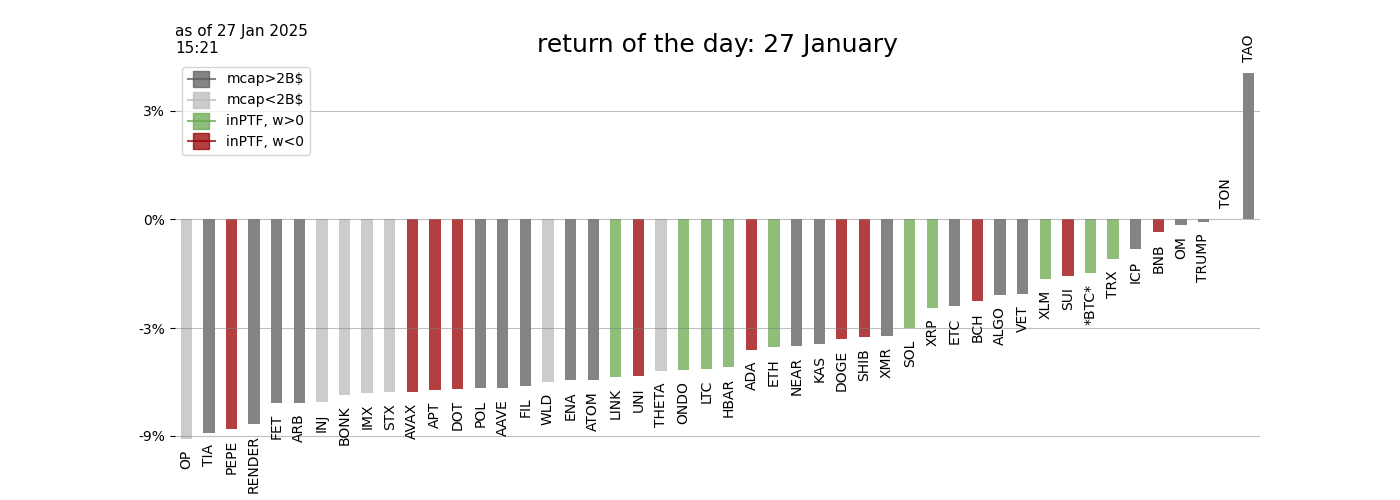 as of 27 Jan 2025
15:21
return of the day: 27 January
mcap>2B$
mcap<2B$
inPTF, w>0
inPTF, w<0
3%
0%
-3%
-9%
OP
TIA
PEPE
RENDER
FET
ARB
INJ
BONK
IMX
STX
AVAX
APT
DOT
POL
AAVE
FIL
WLD
ENA
ATOM
LINK
UNI
THETA
ONDO
LTC
HBAR
ADA
ETH
NEAR
KAS
DOGE
SHIB
XMR
SOL
XRP
ETC
BCH
ALGO
VET
XLM
SUI
*BTC*
TRX
ICP
BNB
OM
TRUMP
TON
TAO